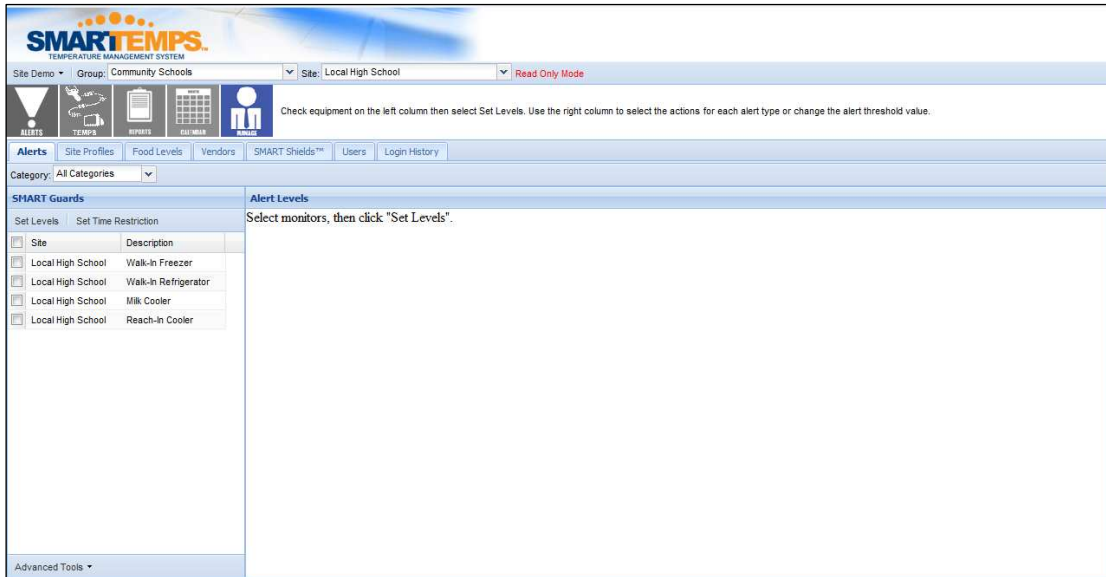 SMARTTEMPS™
TEMPERATURE MANAGEMENT SYSTEM
Site Demo Group: Community Schools Site: Local High School Read Only Mode
ALERTS TEMPS REPORTS CALENDAR MANAGE Check equipment on the left column then select Set Levels. Use the right column to select the actions for each alert type or change the alert threshold value.
Alerts Site Profiles Food Levels Vendors SMART Shields™ Users Login History
Category: All Categories
SMART Guards
Set Levels Set Time Restriction
Site Description
Local High School Walk-In Freezer
Local High School Walk-In Refrigerator
Local High School Milk Cooler
Local High School Reach-In Cooler
Advanced Tools
Alert Levels
Select monitors, then click "Set Levels".